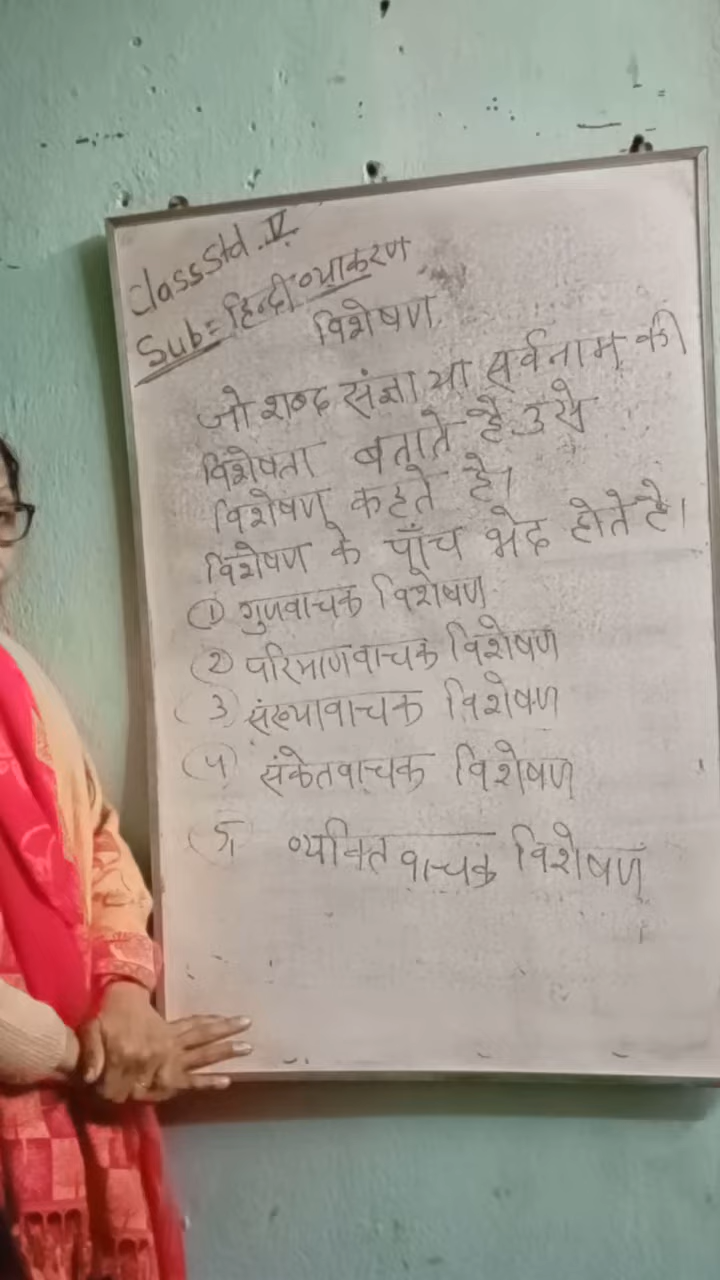 Class Std. IV
Sub = हिन्दी व्याकरण
विशेषण
जो शब्द संज्ञा या सर्वनाम की
विशेषता बताते है उसे
विशेषण कहते है।
विशेषण के पाँच भेद होते है।
① गुणवाचक विशेषण
② परिमाणवाचक विशेषण
(3) संख्यावाचक विशेषण
(4) संकेतवाचक विशेषण
(5) व्यक्तिवाचक विशेषण